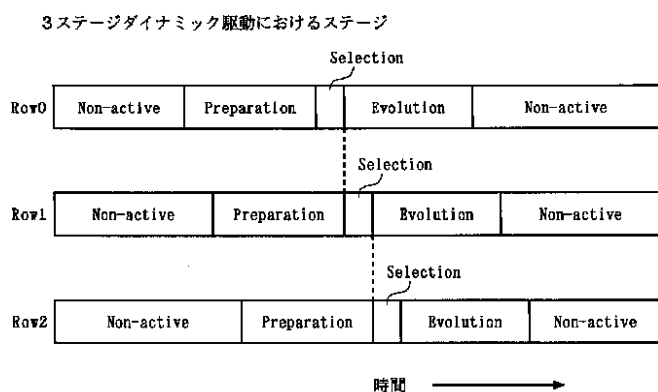 3ステージダイナミック駆動におけるステージ
Selection
Row0 Non-active Preparation Evolution Non-active
Selection
Row1 Non-active Preparation Evolution Non-active
Selection
Row2 Non-active Preparation Evolution Non-active
時間